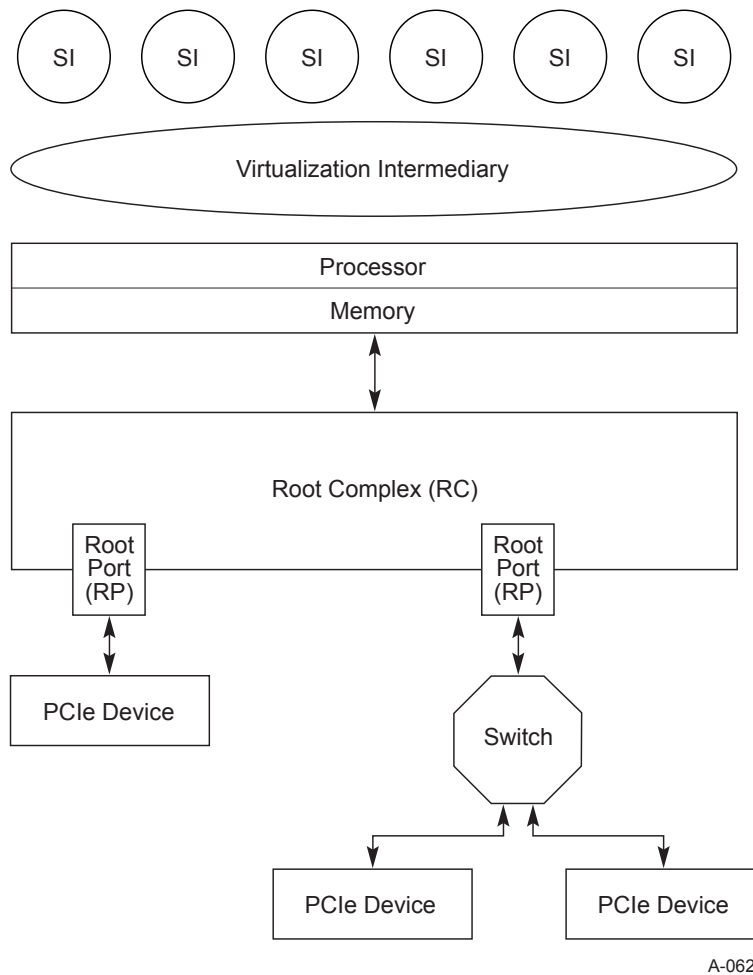 SI SI SI SI SI SI
Virtualization Intermediary
Processor
Memory
Root Complex (RC)
Root
Port
(RP)
Root
Port
(RP)
PCIe Device
Switch
PCIe Device
PCIe Device
A-062